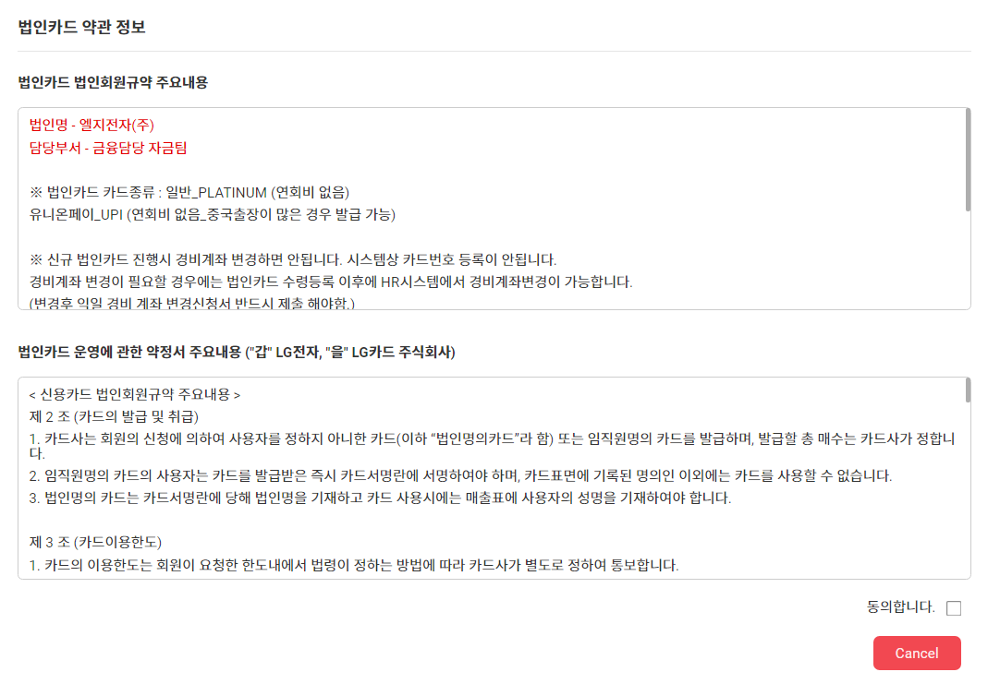 법인카드 약관 정보
법인카드 법인회원규약 주요내용
법인명 - 엘지전자(주)
담당부서 - 금융담당 자금팀
※ 법인카드 카드종류 : 일반_PLATINUM (연회비 없음)
유니온페이_UPI (연회비 없음_중국출장이 많은 경우 발급 가능)
※ 신규 법인카드 진행시 경비계좌 변경하면 안됩니다. 시스템상 카드번호 등록이 안됩니다.
경비계좌 변경이 필요할 경우에는 법인카드 수령등록 이후에 HR시스템에서 경비계좌변경이 가능합니다.
(변경후 익일 경비 계좌 변경신청서 반드시 제출 해야함.)
법인카드 운영에 관한 약정서 주요내용 ("갑" LG전자, "을" LG카드 주식회사)
< 신용카드 법인회원규약 주요내용 >
제 2 조 (카드의 발급 및 취급)
1. 카드사는 회원의 신청에 의하여 사용자를 정하지 아니한 카드(이하 “법인명의카드”라 함) 또는 임직원명의 카드를 발급하며, 발급할 총 매수는 카드사가 정합니
다.
2. 임직원명의 카드의 사용자는 카드를 발급받은 즉시 카드서명란에 서명하여야 하며, 카드표면에 기록된 명의인 이외에는 카드를 사용할 수 없습니다.
3. 법인명의 카드는 카드서명란에 당해 법인명을 기재하고 카드 사용시에는 매출표에 사용자의 성명을 기재하여야 합니다.
제 3 조 (카드이용한도)
1. 카드의 이용한도는 회원이 요청한 한도내에서 법령이 정하는 방법에 따라 카드사가 별도로 정하여 통보합니다.
동의합니다.
Cancel